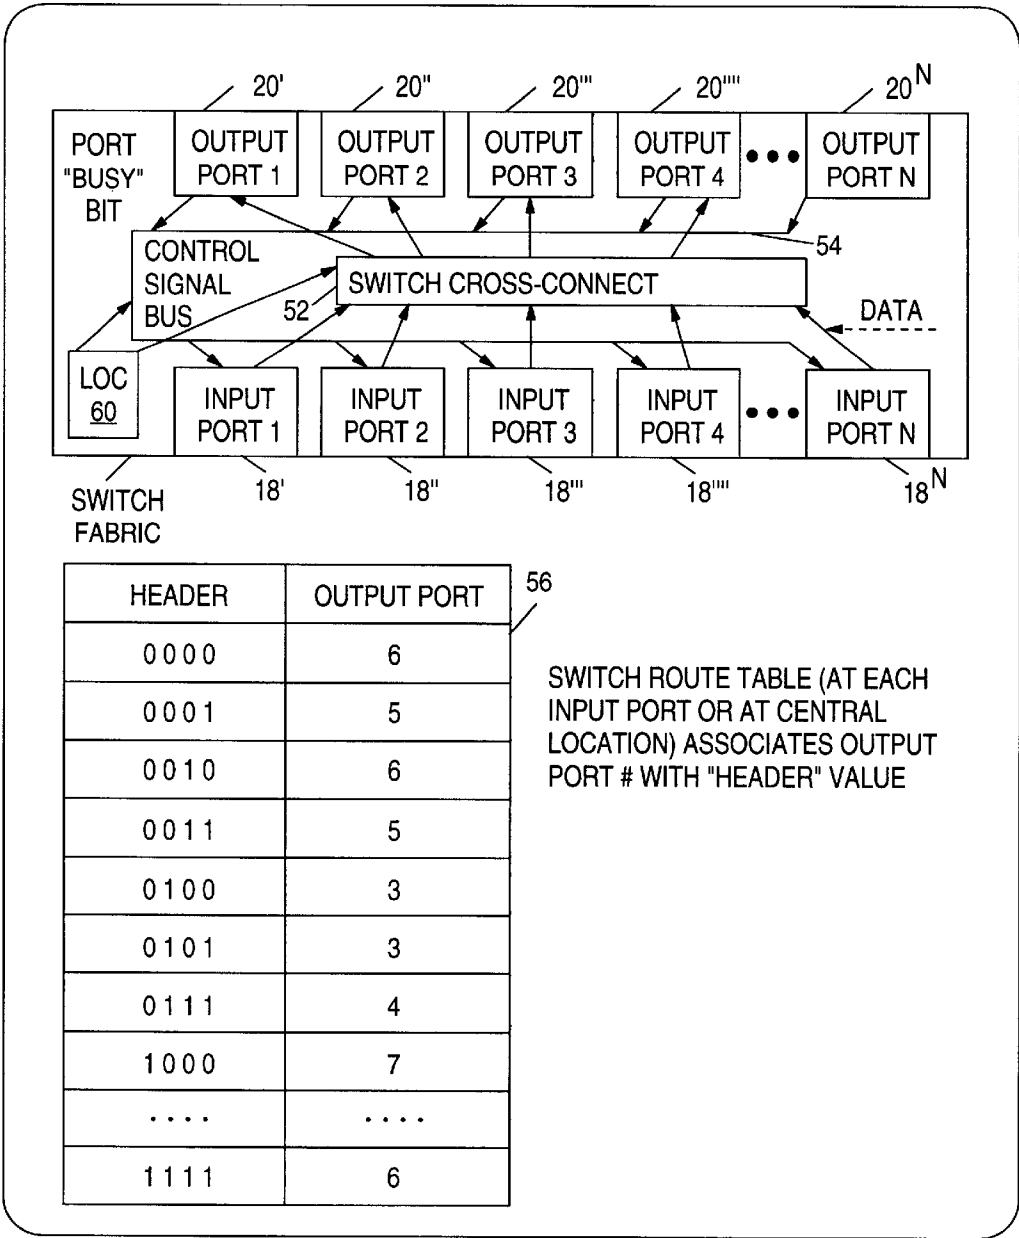 20' 20" 20''' 20'''' 20^N
PORT
"BUSY"
BIT
OUTPUT
PORT 1
OUTPUT
PORT 2
OUTPUT
PORT 3
OUTPUT
PORT 4
•••
OUTPUT
PORT N
54
CONTROL
SIGNAL
BUS
52
SWITCH CROSS-CONNECT
DATA
LOC
60
INPUT
PORT 1
INPUT
PORT 2
INPUT
PORT 3
INPUT
PORT 4
•••
INPUT
PORT N
18' 18" 18''' 18'''' 18^N
SWITCH
FABRIC
56
HEADER OUTPUT PORT
0000 6
0001 5
0010 6
0011 5
0100 3
0101 3
0111 4
1000 7
.... ....
1111 6
SWITCH ROUTE TABLE (AT EACH
INPUT PORT OR AT CENTRAL
LOCATION) ASSOCIATES OUTPUT
PORT # WITH "HEADER" VALUE